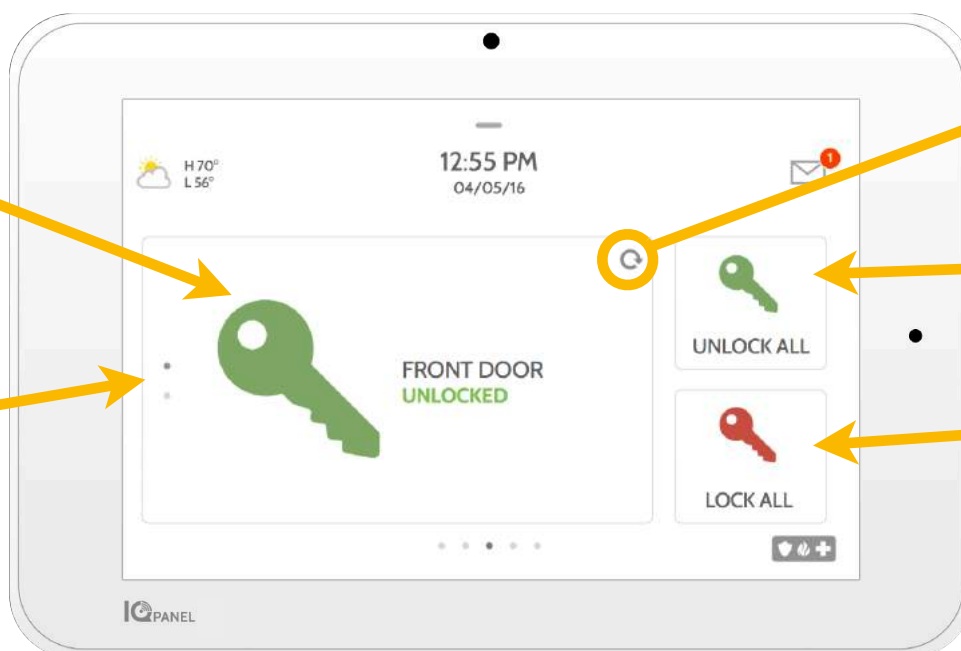 12:55 PM
04/05/16
H 70°
L 56°
1
FRONT DOOR
UNLOCKED
UNLOCK ALL
LOCK ALL
IQ PANEL